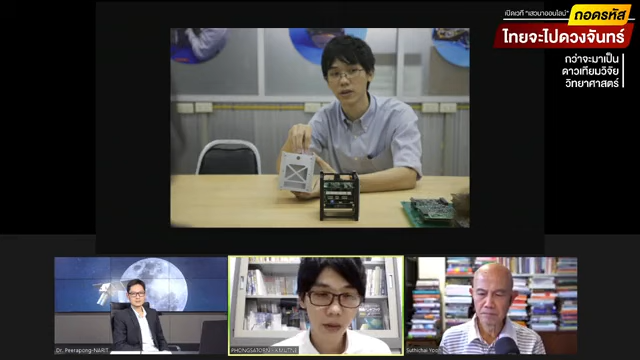 เปิดเวที "เสวนาออนไลน์"
ถอดรหัส
ไทยจะไปดวงจันทร์
กว่าจะมาเป็น
ดาวเทียมวิจัย
วิทยาศาสตร์
Dr. Peerapong-NARIT
Suthichai Yoon